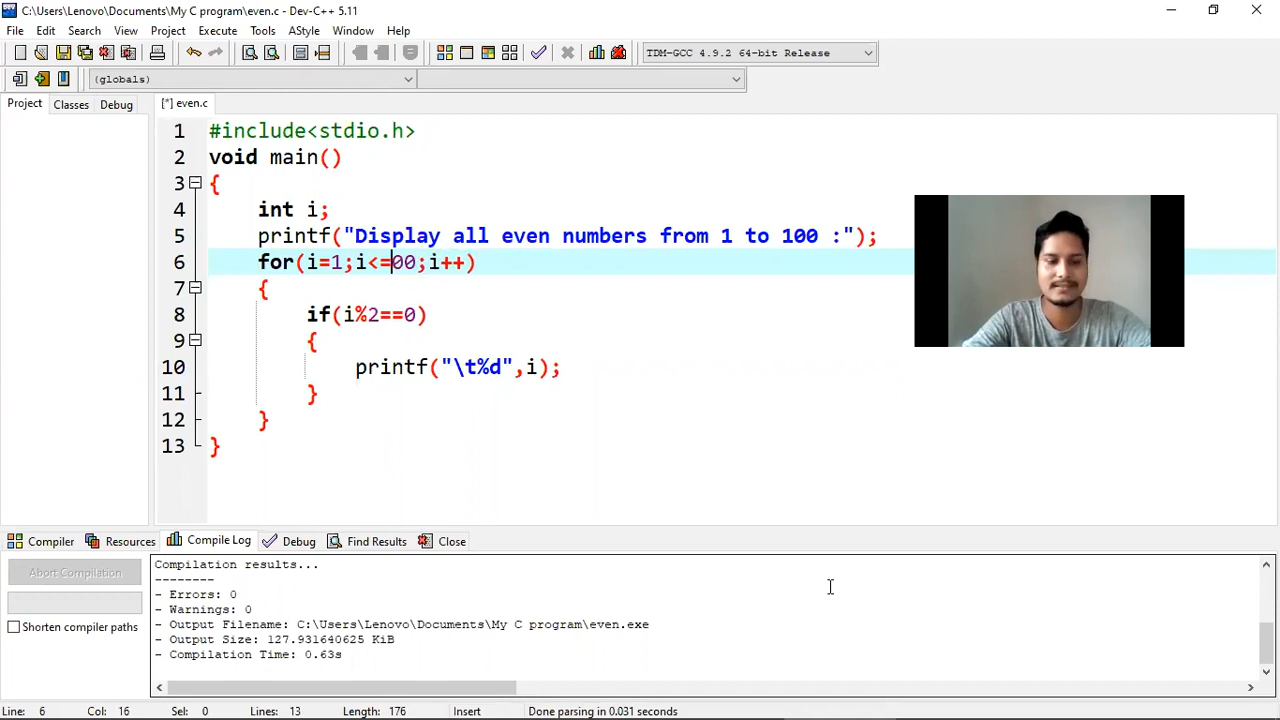 C:\Users\Lenovo\Documents\My C program\even.c - Dev-C++ 5.11
File Edit Search View Project Execute Tools AStyle Window Help
TDM-GCC 4.9.2 64-bit Release
(globals)
Project Classes Debug [*] even.c
1 #include<stdio.h>
2 void main()
3 {
4 int i;
5 printf("Display all even numbers from 1 to 100 :");
6 for(i=1;i<=00;i++)
7 {
8 if(i%2==0)
9 {
10 printf("\t%d",i);
11 }
12 }
13 }
Compiler Resources Compile Log Debug Find Results Close
Abort Compilation
Shorten compiler paths
Compilation results...
--------
- Errors: 0
- Warnings: 0
- Output Filename: C:\Users\Lenovo\Documents\My C program\even.exe
- Output Size: 127.931640625 KiB
- Compilation Time: 0.63s
Line: 6 Col: 16 Sel: 0 Lines: 13 Length: 176 Insert Done parsing in 0.031 seconds